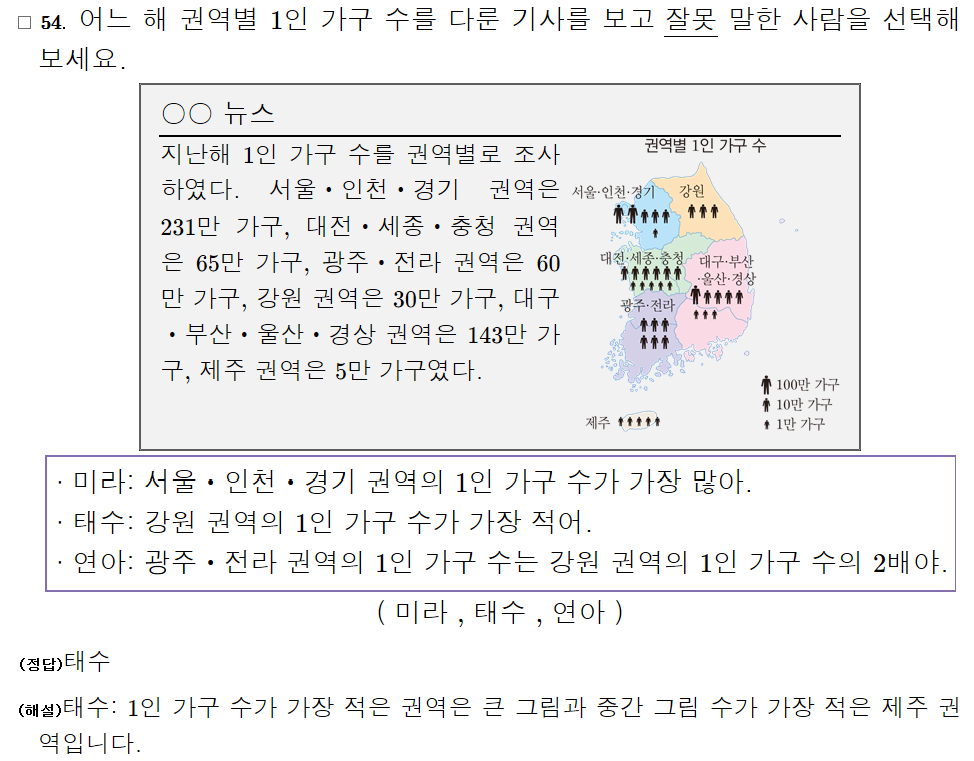 □ 54. 어느 해 권역별 1인 가구 수를 다룬 기사를 보고 잘못 말한 사람을 선택해
보세요.
○○ 뉴스
지난해 1인 가구 수를 권역별로 조사
하였다. 서울・인천・경기 권역은
231만 가구, 대전・세종・충청 권역
은 65만 가구, 광주・전라 권역은 60
만 가구, 강원 권역은 30만 가구, 대구
・부산・울산・경상 권역은 143만 가
구, 제주 권역은 5만 가구였다.
권역별 1인 가구 수
서울·인천·경기
강원
대전·세종·충청
대구·부산
·울산·경상
광주·전라
제주
100만 가구
10만 가구
1만 가구
· 미라: 서울・인천・경기 권역의 1인 가구 수가 가장 많아.
· 태수: 강원 권역의 1인 가구 수가 가장 적어.
· 연아: 광주・전라 권역의 1인 가구 수는 강원 권역의 1인 가구 수의 2배야.
( 미라 , 태수 , 연아 )
(정답)태수
(해설)태수: 1인 가구 수가 가장 적은 권역은 큰 그림과 중간 그림 수가 가장 적은 제주 권
역입니다.